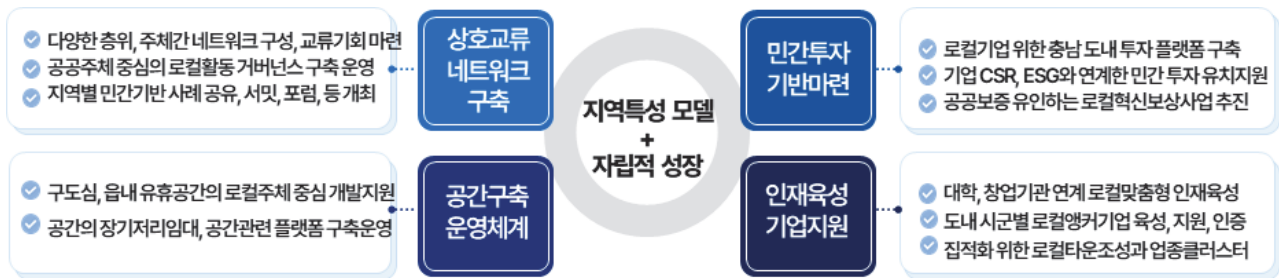 다양한 층위, 주체간 네트워크 구성, 교류기회 마련
공공주체 중심의 로컬활동 거버넌스 구축 운영
지역별 민간기반 사례 공유, 서밋, 포럼, 등 개최
상호교류
네트워크
구축
민간투자
기반마련
로컬기업 위한 충남 도내 투자 플랫폼 구축
기업 CSR, ESG와 연계한 민간 투자 유치지원
공공보증 유인하는 로컬혁신보상사업 추진
지역특성 모델
+
자립적 성장
구도심, 읍내 유휴공간의 로컬주체 중심 개발지원
공간의 장기저리임대, 공간관련 플랫폼 구축운영
공간구축
운영체계
인재육성
기업지원
대학, 창업기관 연계 로컬맞춤형 인재육성
도내 시군별 로컬앵커기업 육성, 지원, 인증
집적화 위한 로컬타운조성과 업종클러스터